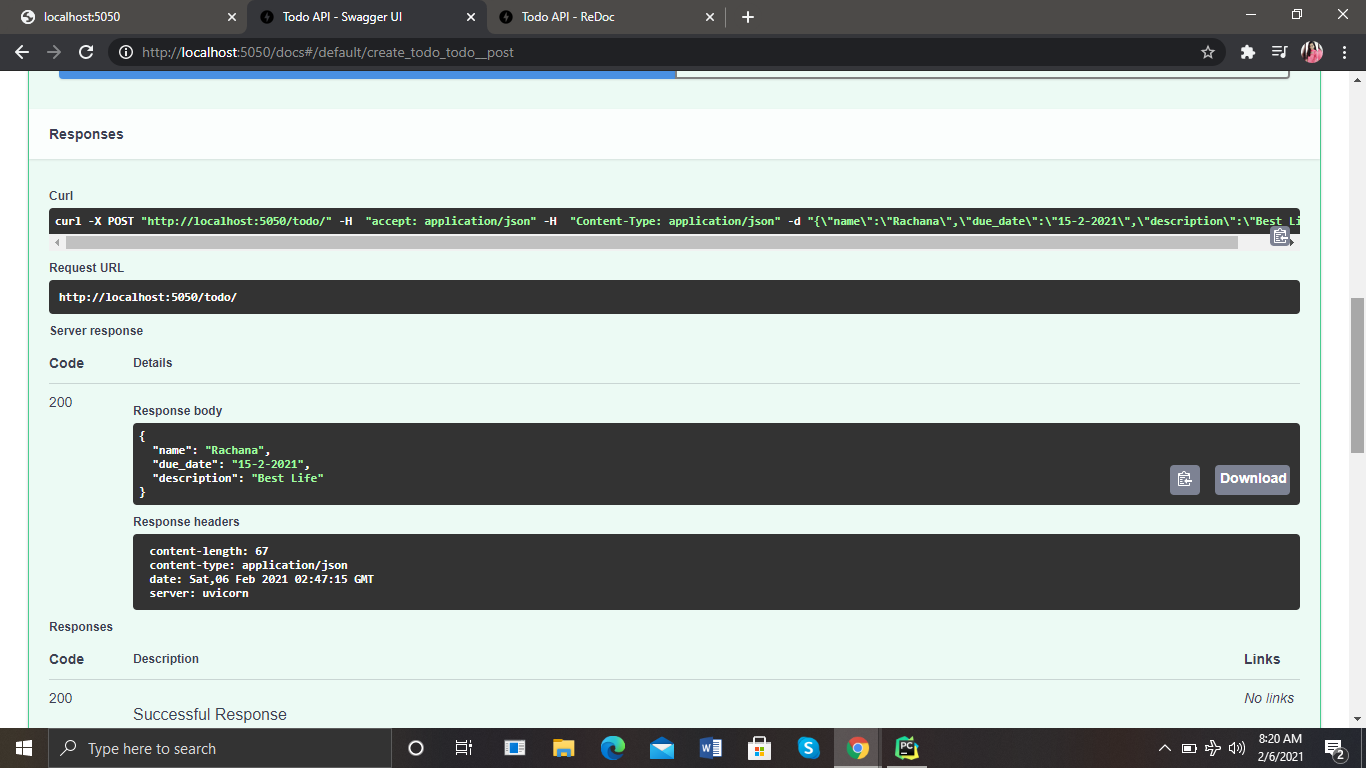 localhost:5050
Todo API - Swagger UI
Todo API - ReDoc
http://localhost:5050/docs#/default/create_todo_todo__post
Responses
Curl
curl -X POST "http://localhost:5050/todo/" -H  "accept: application/json" -H  "Content-Type: application/json" -d "{\"name\":\"Rachana\",\"due_date\":\"15-2-2021\",\"description\":\"Best Li
Request URL
http://localhost:5050/todo/
Server response
Code Details
200
Response body
{
  "name": "Rachana",
  "due_date": "15-2-2021",
  "description": "Best Life"
}
Download
Response headers
content-length: 67
content-type: application/json
date: Sat,06 Feb 2021 02:47:15 GMT
server: uvicorn
Responses
Code Description Links
200 No links
Successful Response
Type here to search
W
S
PC
8:20 AM
2/6/2021
2